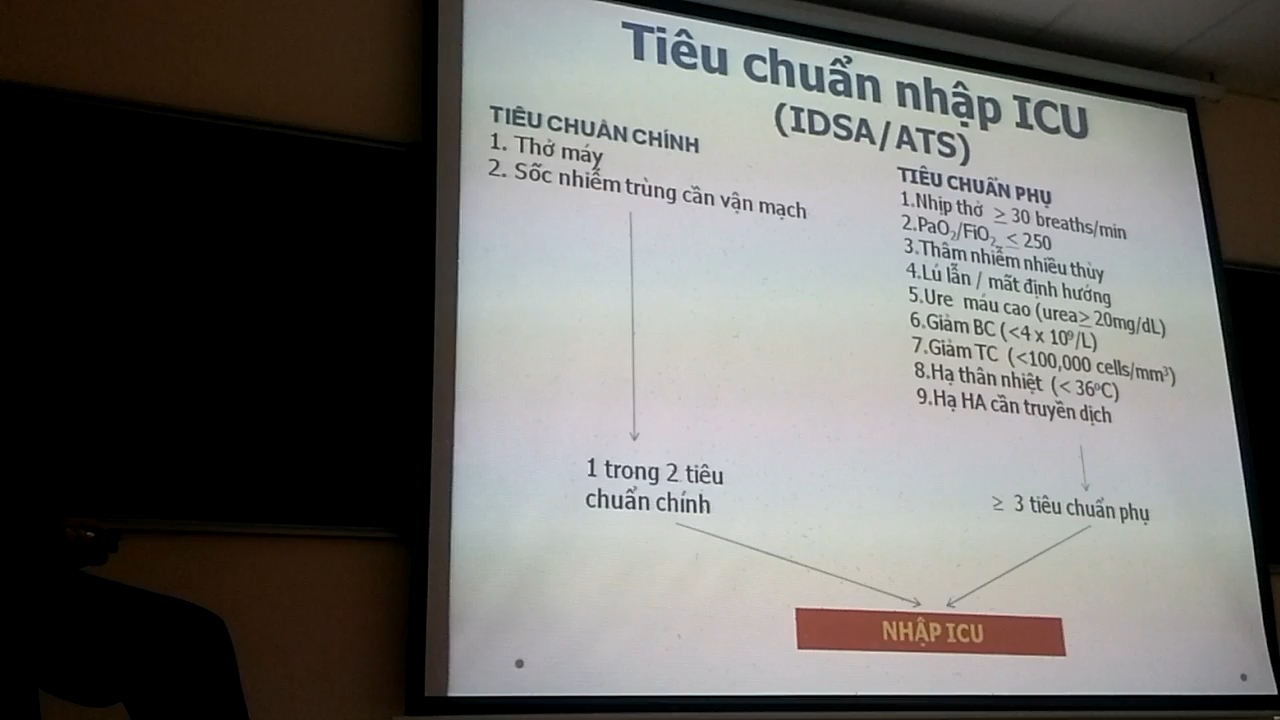 Tiêu chuẩn nhập ICU
(IDSA/ATS)
TIÊU CHUẨN CHÍNH
1. Thở máy
2. Sốc nhiễm trùng cần vận mạch
TIÊU CHUẨN PHỤ
1.Nhịp thở ≥ 30 breaths/min
2.PaO₂/FiO₂ ≤ 250
3.Thâm nhiễm nhiều thùy
4.Lú lẫn / mất định hướng
5.Ure máu cao (urea≥ 20mg/dL)
6.Giảm BC (<4 x 10⁹/L)
7.Giảm TC (<100,000 cells/mm³)
8.Hạ thân nhiệt (< 36ºC)
9.Hạ HA cần truyền dịch
1 trong 2 tiêu
chuẩn chính
≥ 3 tiêu chuẩn phụ
NHẬP ICU